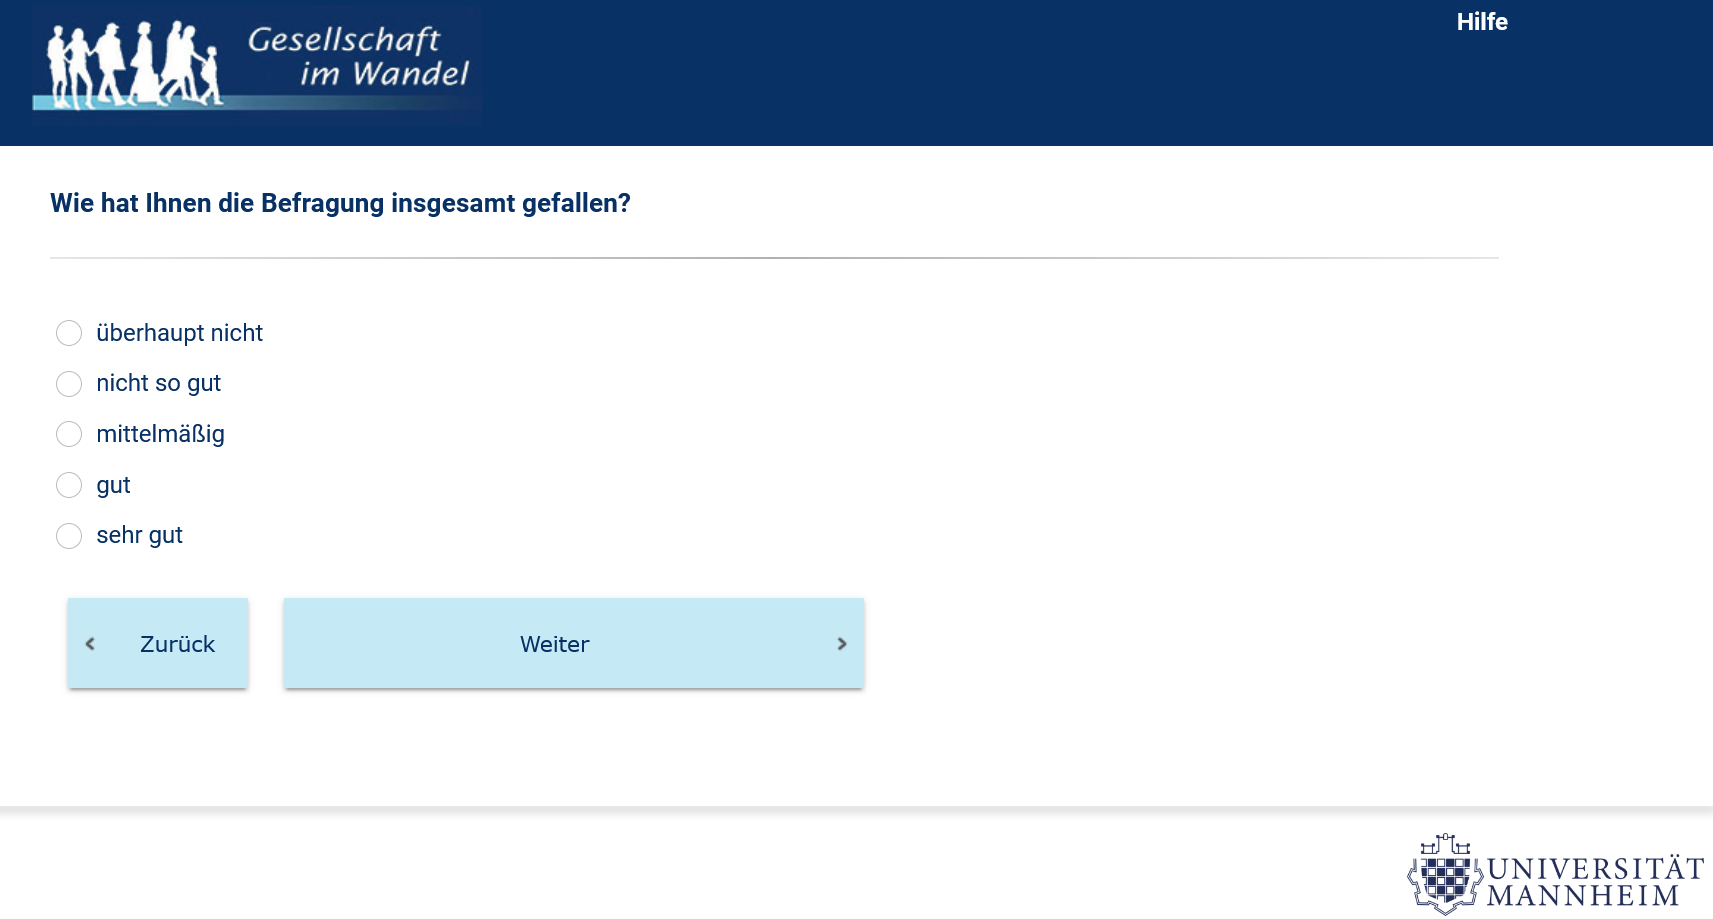 Gesellschaft
im Wandel
Hilfe
Wie hat Ihnen die Befragung insgesamt gefallen?
überhaupt nicht
nicht so gut
mittelmäßig
gut
sehr gut
Zurück
Weiter
UNIVERSITÄT
MANNHEIM